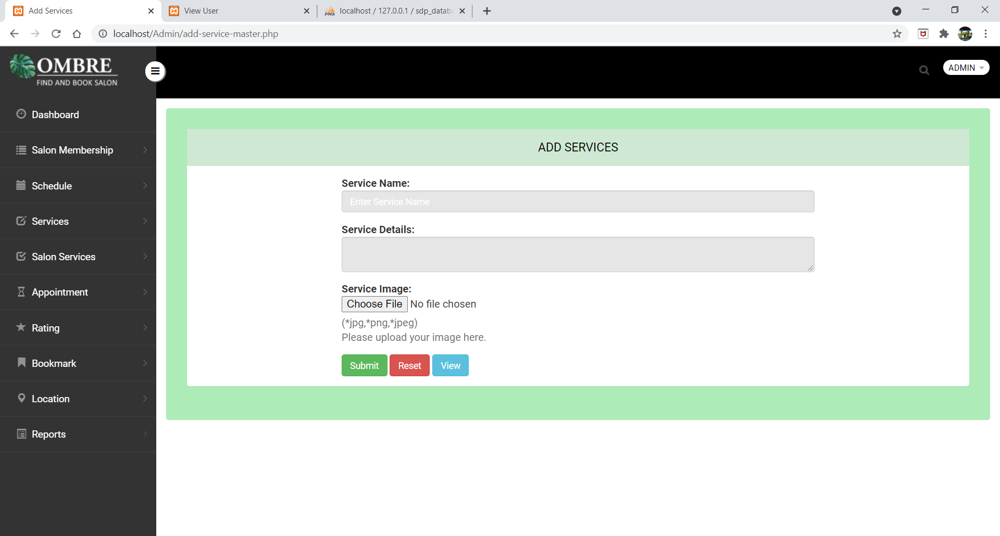 Add Services
View User
localhost / 127.0.0.1 / sdp_databa
localhost/Admin/add-service-master.php
OMBRE
FIND AND BOOK SALON
ADMIN
Dashboard
Salon Membership
Schedule
Services
Salon Services
Appointment
Rating
Bookmark
Location
Reports
ADD SERVICES
Service Name:
Enter Service Name
Service Details:
Service Image:
Choose File No file chosen
(*jpg,*png,*jpeg)
Please upload your image here.
Submit Reset View